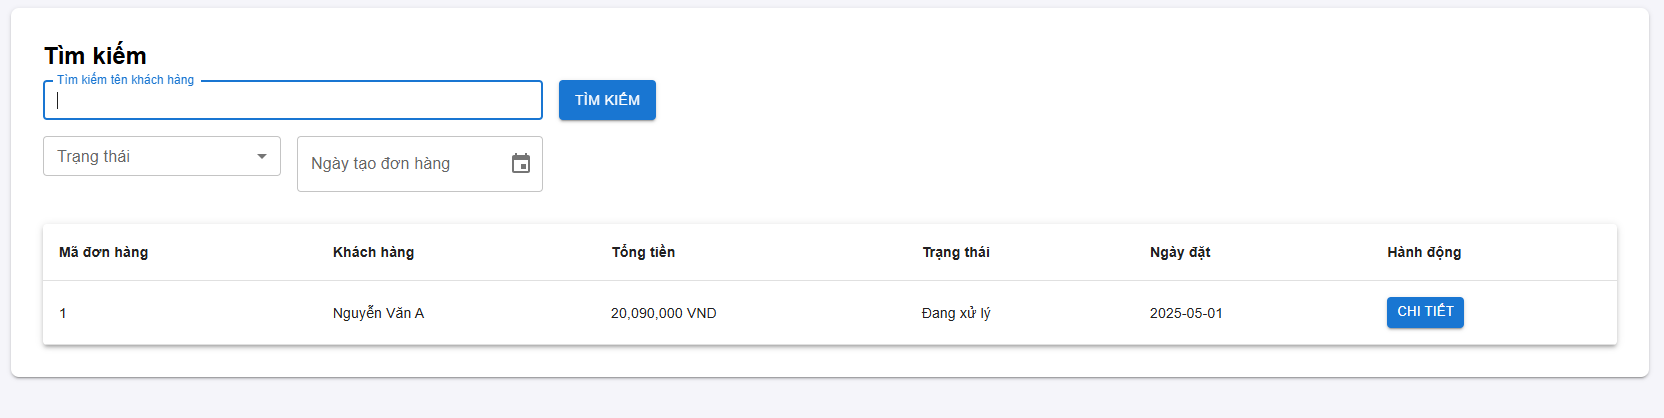 Tìm kiếm
Tìm kiếm tên khách hàng
TÌM KIẾM
Trạng thái
Ngày tạo đơn hàng
Mã đơn hàng Khách hàng Tổng tiền Trạng thái Ngày đặt Hành động
1 Nguyễn Văn A 20,090,000 VND Đang xử lý 2025-05-01 CHI TIẾT